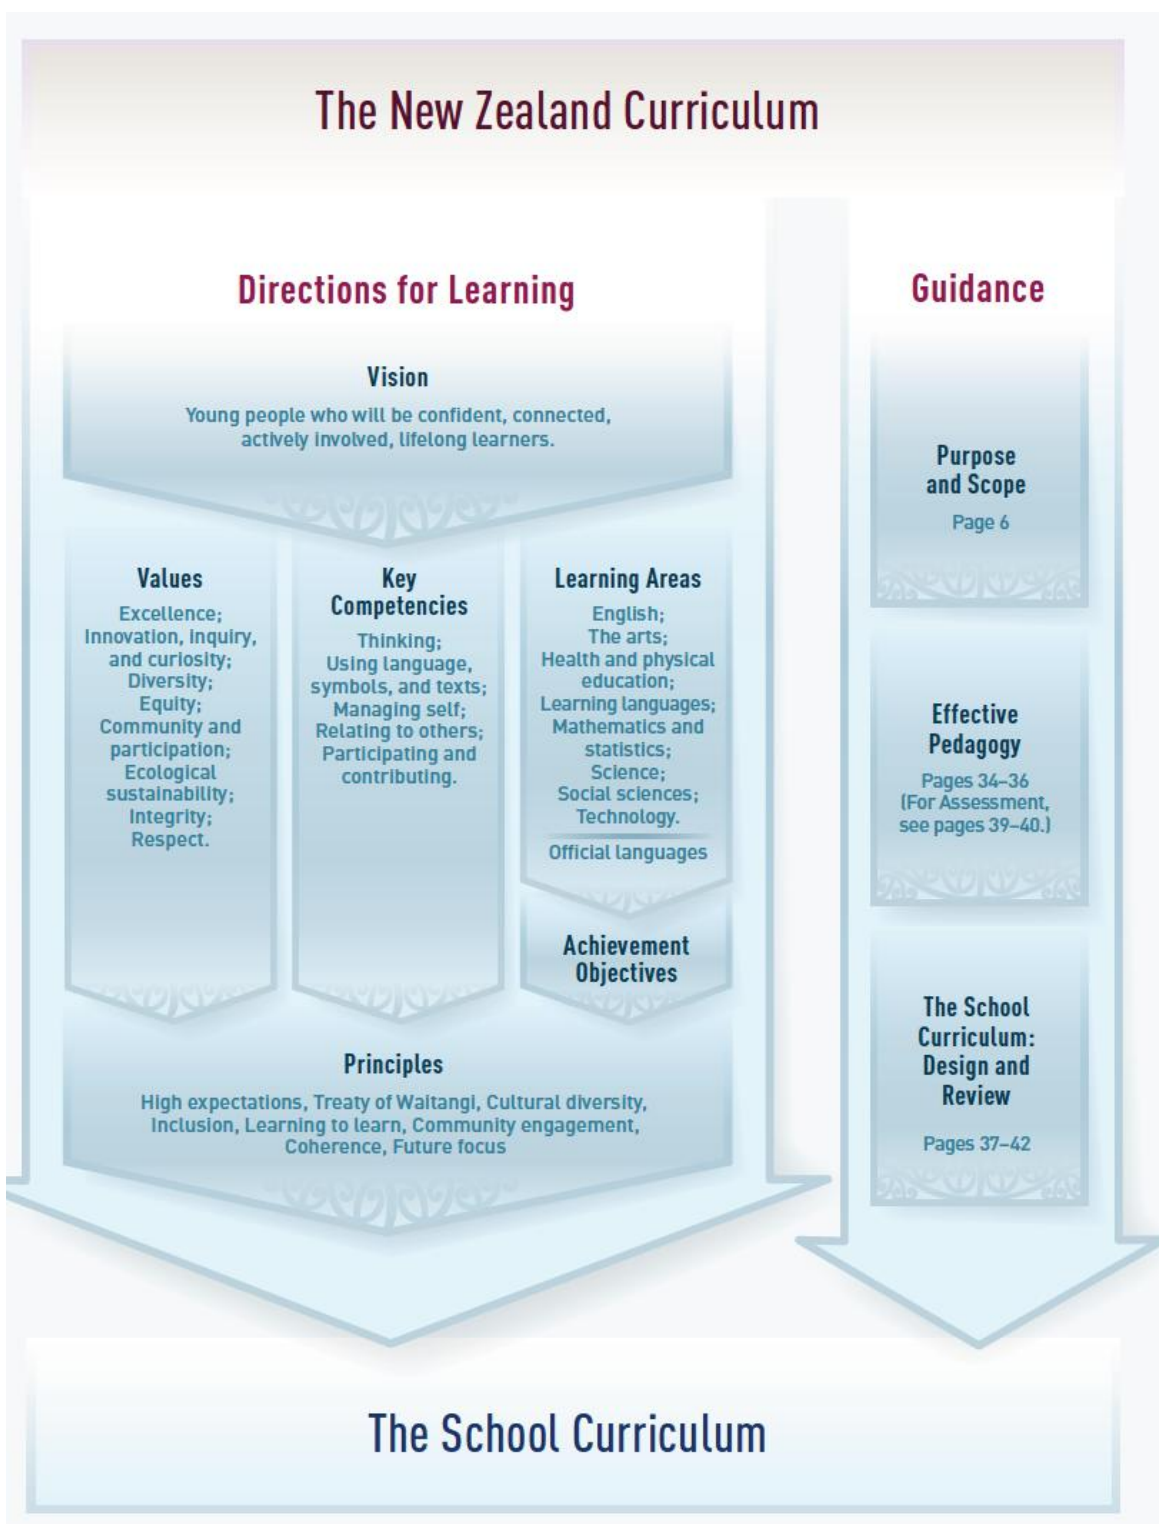 The New Zealand Curriculum
Directions for Learning
Vision
Young people who will be confident, connected,
actively involved, lifelong learners.
Values
Excellence;
Innovation, inquiry,
and curiosity;
Diversity;
Equity;
Community and
participation;
Ecological
sustainability;
Integrity;
Respect.
Key
Competencies
Thinking;
Using language,
symbols, and texts;
Managing self;
Relating to others;
Participating and
contributing.
Learning Areas
English;
The arts;
Health and physical
education;
Learning languages;
Mathematics and
statistics;
Science;
Social sciences;
Technology.
Official languages
Achievement
Objectives
Principles
High expectations, Treaty of Waitangi, Cultural diversity,
Inclusion, Learning to learn, Community engagement,
Coherence, Future focus
Guidance
Purpose
and Scope
Page 6
Effective
Pedagogy
Pages 34–36
(For Assessment,
see pages 39–40.)
The School
Curriculum:
Design and
Review
Pages 37–42
The School Curriculum